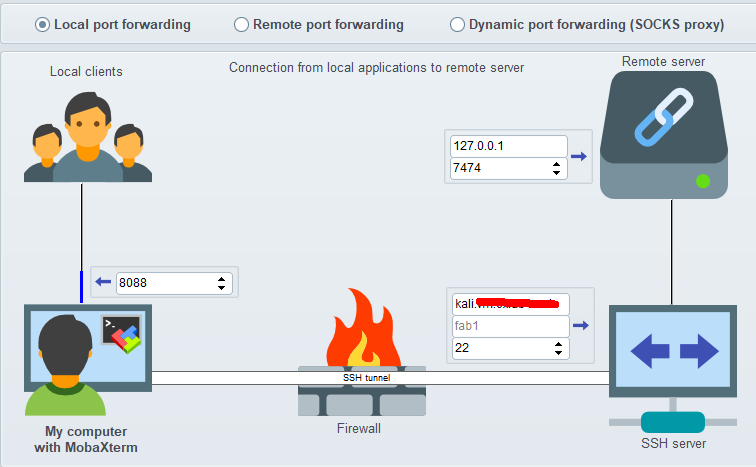 Local port forwarding
Remote port forwarding
Dynamic port forwarding (SOCKS proxy)
Local clients
Connection from local applications to remote server
Remote server
127.0.0.1
7474
8088
>_
fab1
22
SSH tunnel
Firewall
My computer
with MobaXterm
SSH server